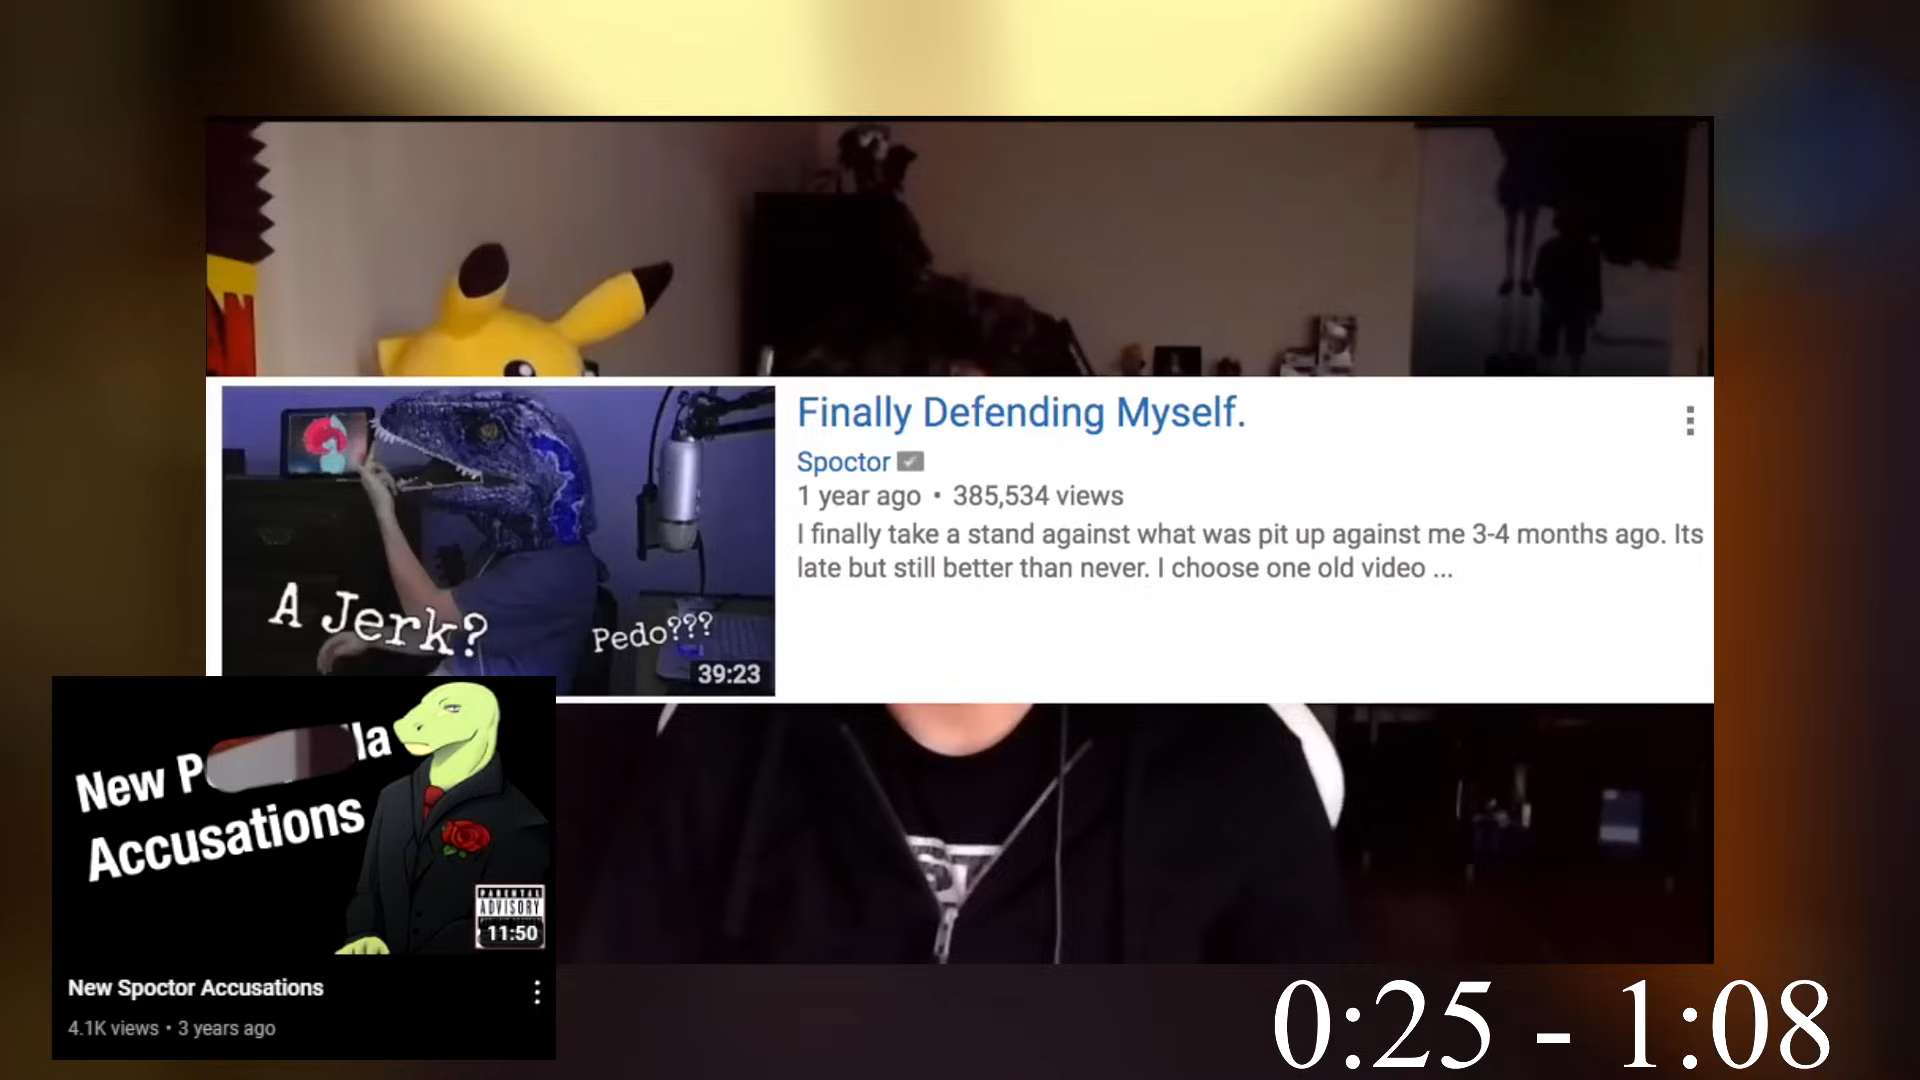 Finally Defending Myself.
Spoctor
1 year ago • 385,534 views
I finally take a stand against what was pit up against me 3-4 months ago. Its
late but still better than never. I choose one old video ...
A Jerk?
Pedo???
39:23
New P la
Accusations
PARENTAL
ADVISORY
11:50
New Spoctor Accusations
4.1K views • 3 years ago
0:25 - 1:08